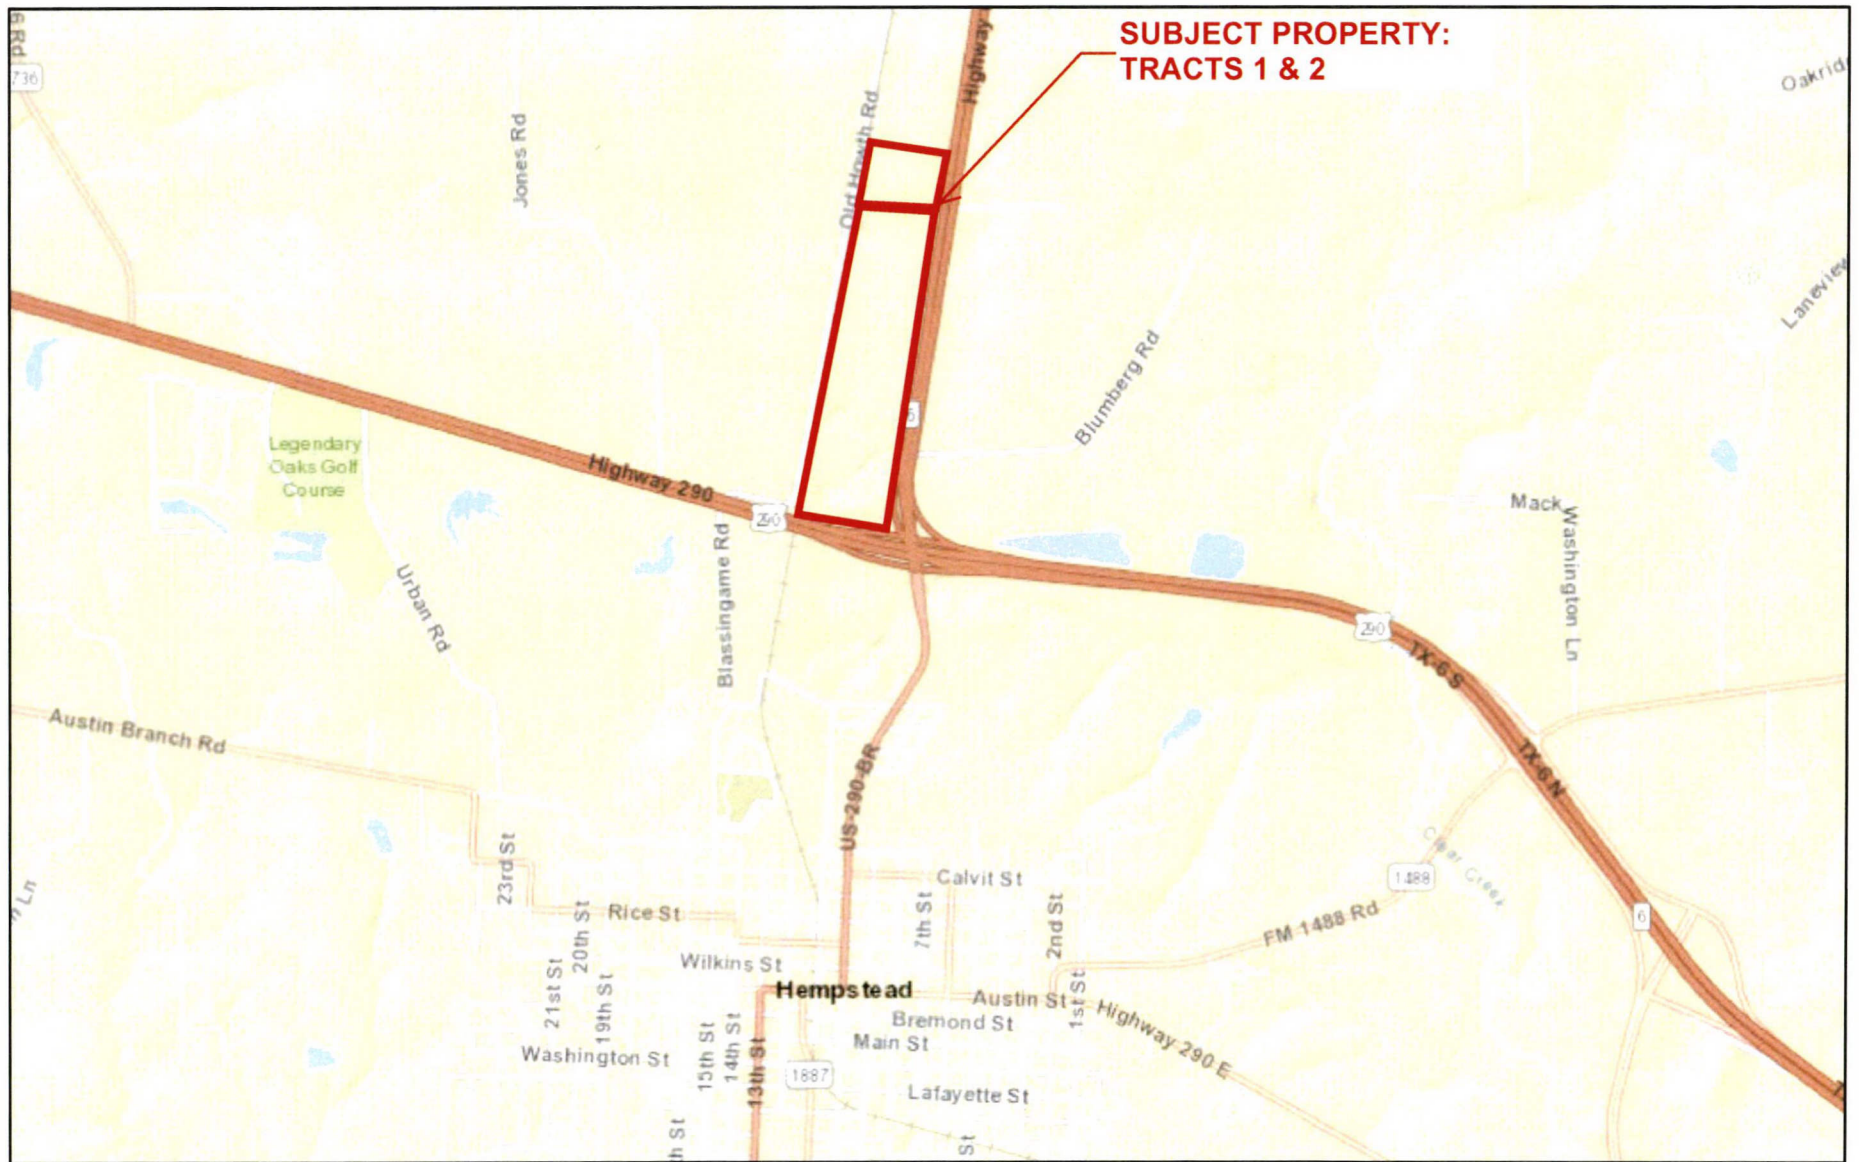 SUBJECT PROPERTY:
TRACTS 1 & 2
Highway
736
Jones Rd
Old Howth Rd
Blumberg Rd
Legendary
Oaks Golf
Course
Highway 290
290
6
Mack
Washington Ln
Blassingame Rd
Urban Rd
290
TX-6 S
Austin Branch Rd
TX-6 N
US-290-BR
23rd St
Calvit St
Clear Creek
1488
Rice St
20th St
7th St
2nd St
FM 1488 Rd
6
Wilkins St
21st St
19th St
Hempstead
Austin St
1st St
Highway 290 E
Bremond St
Main St
Washington St
15th St
14th St
13th St
1887
Lafayette St
St